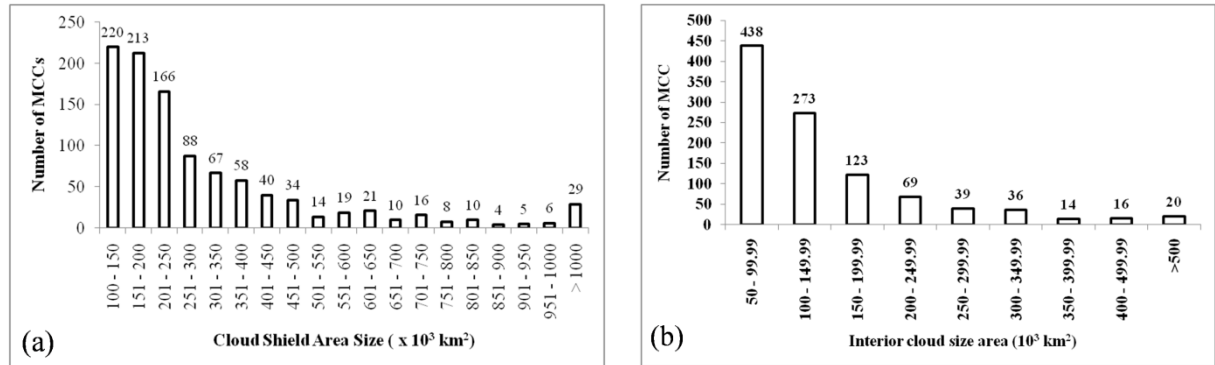 250
200
150
100
50
0
Number of MCCs
220
213
166
88
67
58
40
34
14
19
21
10
16
8
10
4
5
6
29
100 - 150
151 - 200
201 - 250
251 - 300
301 - 350
351 - 400
401 - 450
451 - 500
501 - 550
551 - 600
601 - 650
651 - 700
701 - 750
751 - 800
801 - 850
851 - 900
901 - 950
951 - 1000
> 1000
(a)
Cloud Shield Area Size ( x 10³ km²)
500
450
400
350
300
250
200
150
100
50
0
Number of MCC
438
273
123
69
39
36
14
16
20
50 - 99.99
100 - 149.99
150 - 199.99
200 - 249.99
250 - 299.99
300 - 349.99
350 - 399.99
400 - 499.99
>500
(b)
Interior cloud size area (10³ km²)